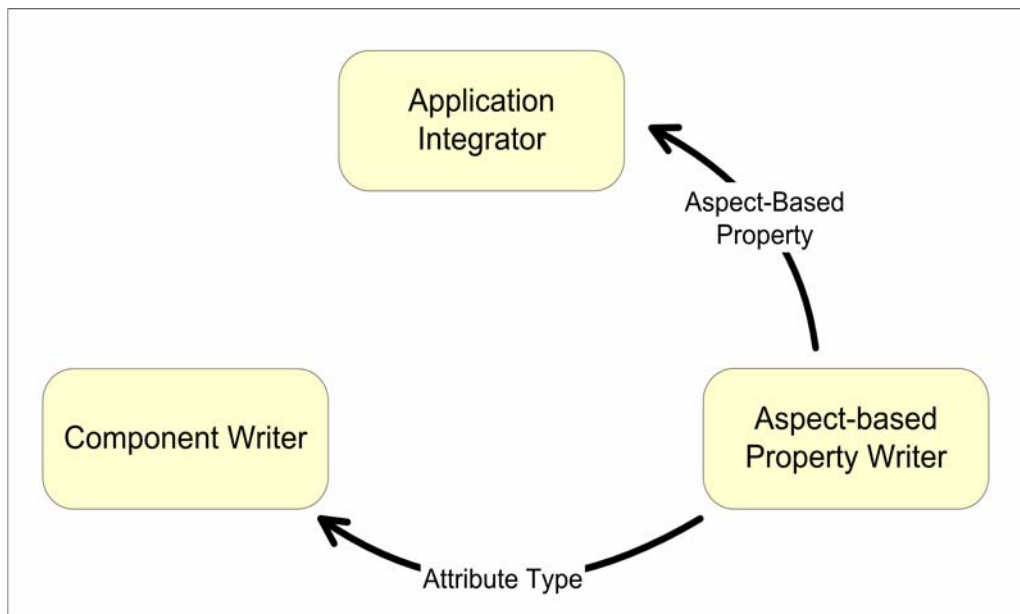 Application
Integrator
Aspect-Based
Property
Component Writer
Aspect-based
Property Writer
Attribute Type